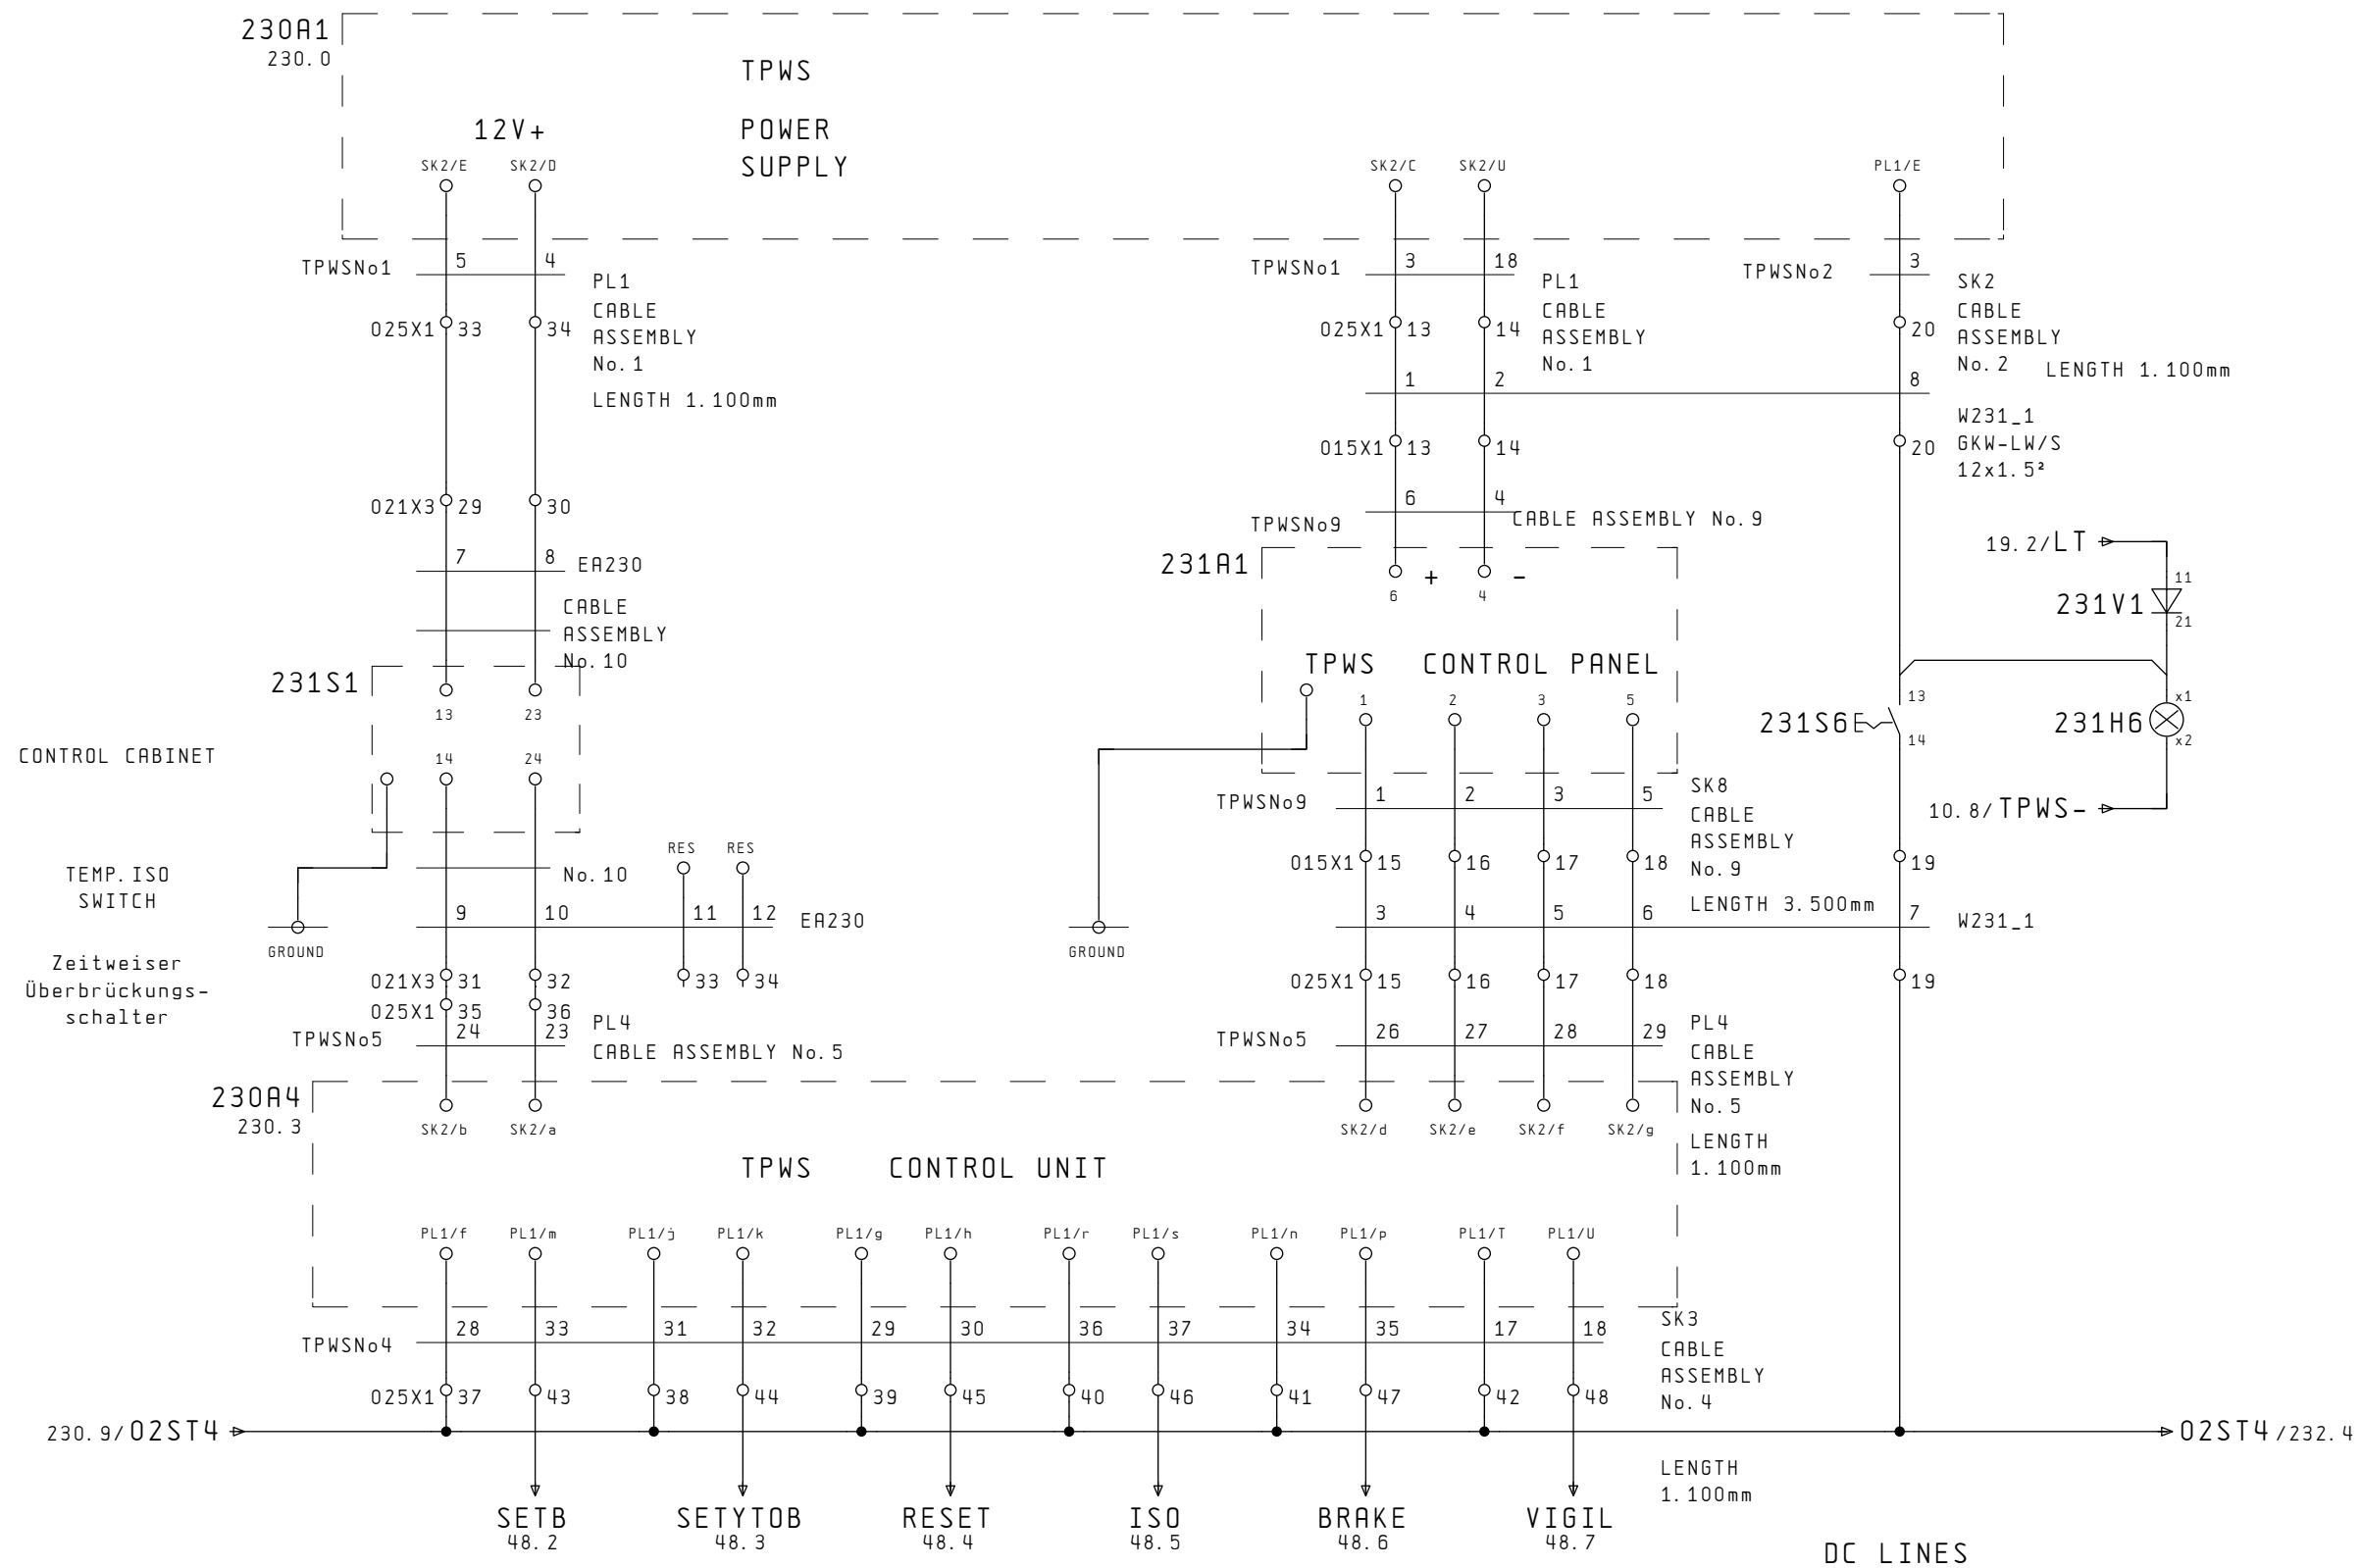 230A1
230.0
TPWS
12V+
POWER
SUPPLY
SK2/E SK2/D
SK2/C SK2/U
PL1/E
TPWSNo1 5 4
TPWSNo1 3 18
TPWSNo2 3
PL1
CABLE
ASSEMBLY
No.1
LENGTH 1.100mm
PL1
CABLE
ASSEMBLY
No.1
SK2
CABLE
ASSEMBLY
No.2 LENGTH 1.100mm
025X1 33 34
025X1 13 14
20
1 2 8
W231_1
GKW-LW/S
12x1.5²
015X1 13 14
20
021X3 29 30
6 4
TPWSNo9
CABLE ASSEMBLY No.9
7 8 EA230
CABLE
ASSEMBLY
No.10
231A1
+ -
6 4
19.2/LT
11
231V1
21
231S1
13 23
TPWS CONTROL PANEL
1 2 3 5
13
231S6
14
x1
231H6
x2
CONTROL CABINET
14 24
SK8
CABLE
ASSEMBLY
No.9
LENGTH 3.500mm
TPWSNo9 1 2 3 5
10.8/TPWS-
TEMP.ISO
SWITCH
No.10
RES RES
015X1 15 16 17 18
19
9 10 11 12 EA230
3 4 5 6 7 W231_1
GROUND
GROUND
Zeitweiser
Überbrückungs-
schalter
021X3 31 32 33 34
025X1 15 16 17 18
19
025X1 35 36
TPWSNo5 24 23
PL4
CABLE ASSEMBLY No.5
TPWSNo5 26 27 28 29
PL4
CABLE
ASSEMBLY
No.5
LENGTH
1.100mm
230A4
230.3
SK2/b SK2/a
SK2/d SK2/e SK2/f SK2/g
TPWS CONTROL UNIT
PL1/f PL1/m PL1/j PL1/k PL1/g PL1/h PL1/r PL1/s PL1/n PL1/p PL1/T PL1/U
TPWSNo4 28 33 31 32 29 30 36 37 34 35 17 18
SK3
CABLE
ASSEMBLY
No.4
025X1 37 43 38 44 39 45 40 46 41 47 42 48
230.9/02ST4
02ST4/232.4
LENGTH
1.100mm
SETB SETYTOB RESET ISO BRAKE VIGIL
48.2 48.3 48.4 48.5 48.6 48.7
DC LINES